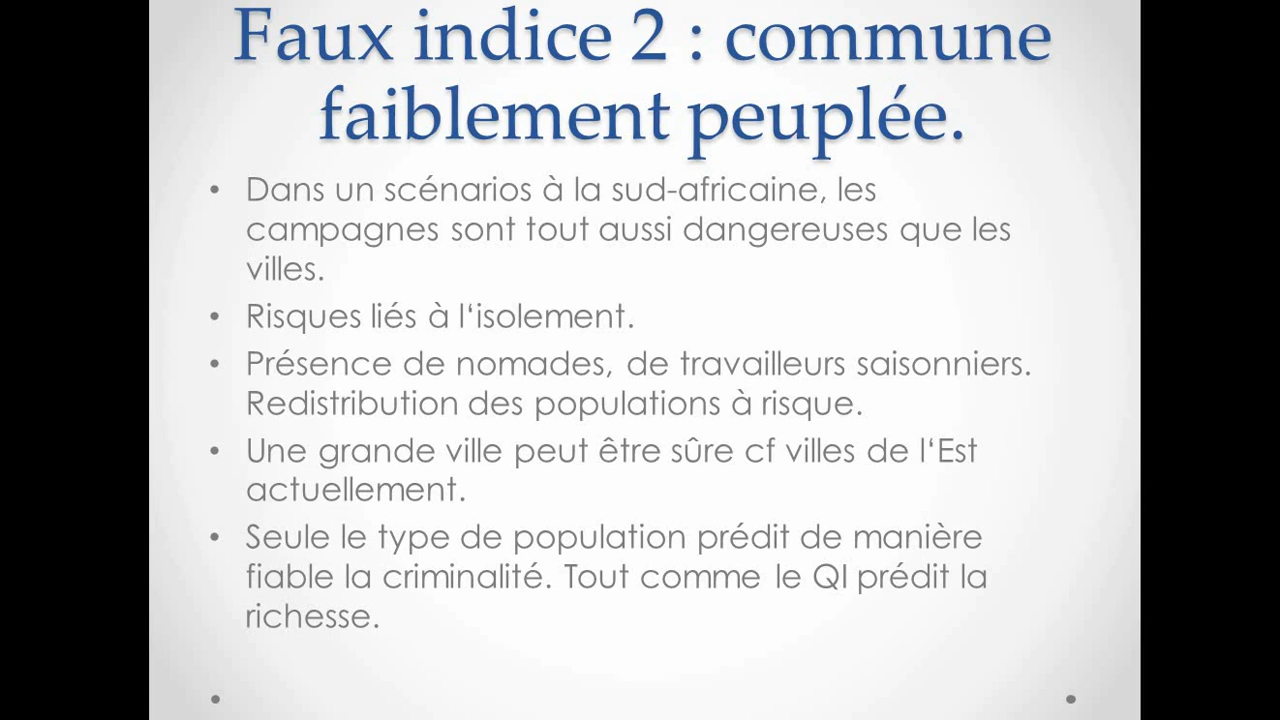 Faux indice 2 : commune
faiblement peuplée.
• Dans un scénarios à la sud-africaine, les
campagnes sont tout aussi dangereuses que les
villes.
• Risques liés à l‘isolement.
• Présence de nomades, de travailleurs saisonniers.
Redistribution des populations à risque.
• Une grande ville peut être sûre cf villes de l‘Est
actuellement.
• Seule le type de population prédit de manière
fiable la criminalité. Tout comme le QI prédit la
richesse.